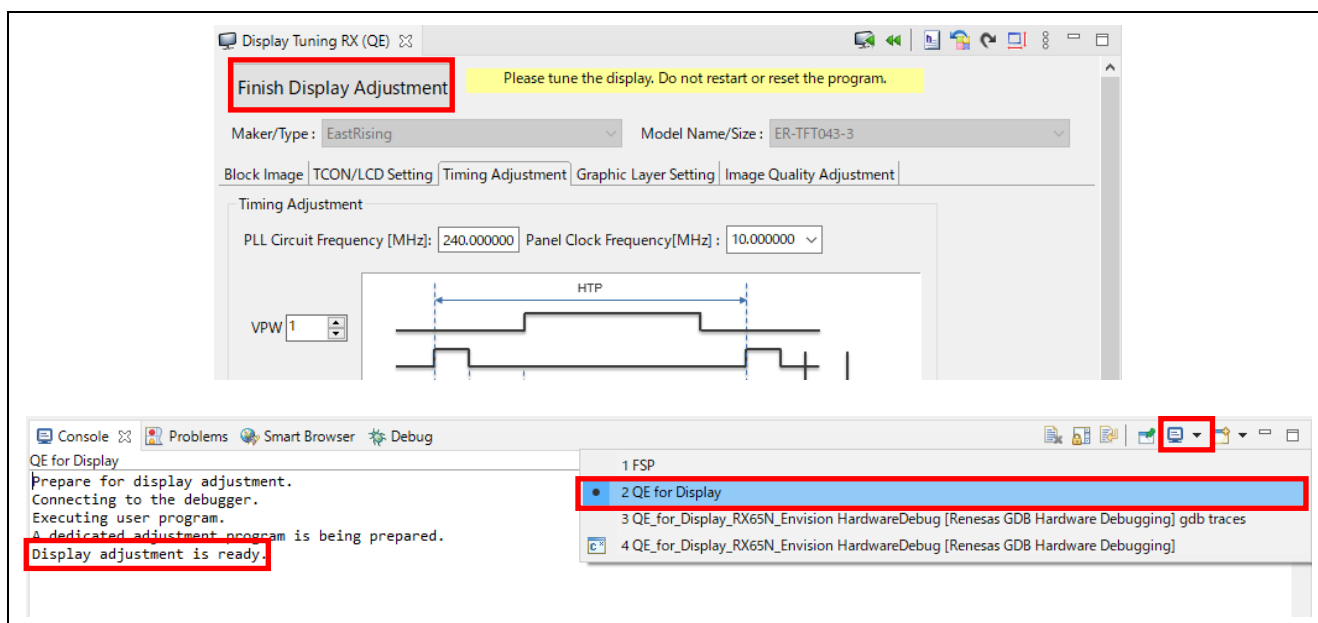 Display Tuning RX (QE)
Finish Display Adjustment
Please tune the display. Do not restart or reset the program.
Maker/Type : EastRising Model Name/Size : ER-TFT043-3
Block Image TCON/LCD Setting Timing Adjustment Graphic Layer Setting Image Quality Adjustment
Timing Adjustment
PLL Circuit Frequency [MHz]: 240.000000 Panel Clock Frequency[MHz] : 10.000000
HTP
VPW 1
Console Problems Smart Browser Debug
QE for Display
Prepare for display adjustment.
Connecting to the debugger.
Executing user program.
A dedicated adjustment program is being prepared.
Display adjustment is ready.
1 FSP
2 QE for Display
3 QE_for_Display_RX65N_Envision HardwareDebug [Renesas GDB Hardware Debugging] gdb traces
4 QE_for_Display_RX65N_Envision HardwareDebug [Renesas GDB Hardware Debugging]